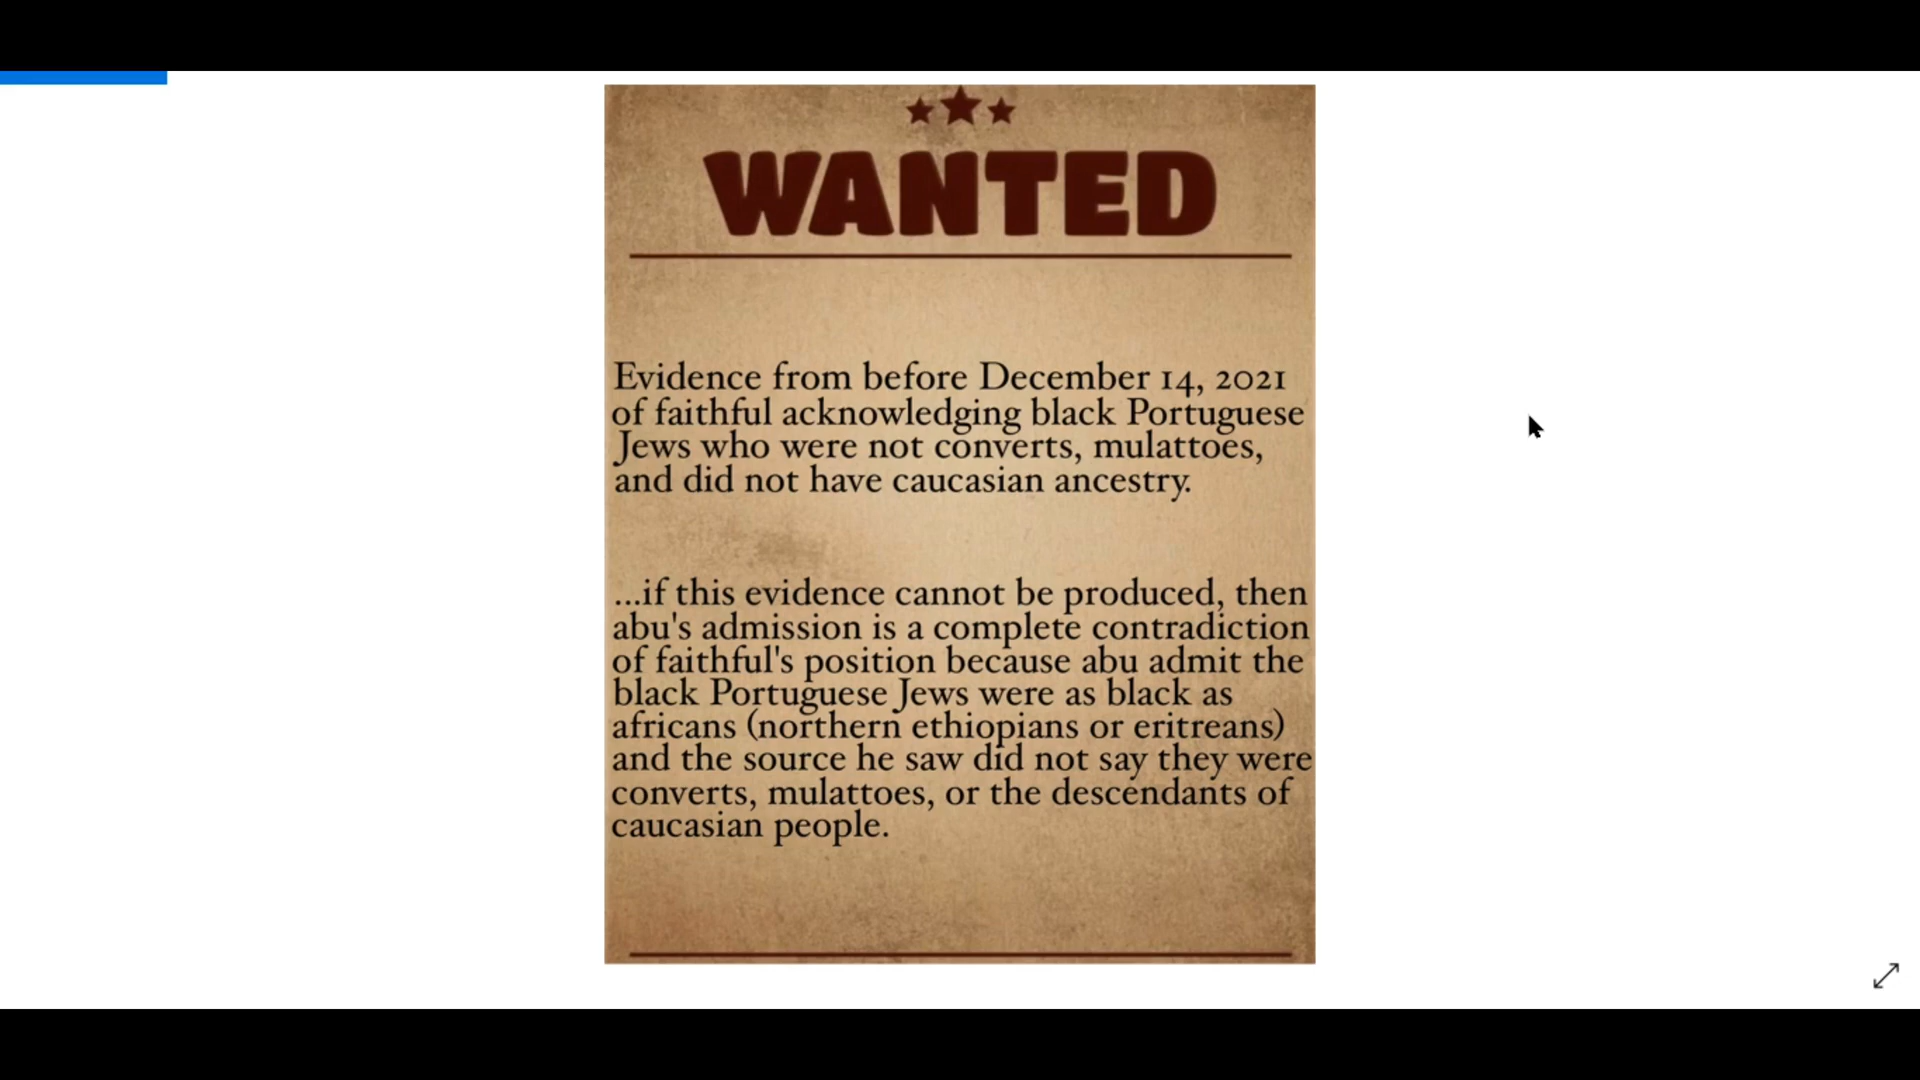 WANTED
Evidence from before December 14, 2021
of faithful acknowledging black Portuguese
Jews who were not converts, mulattoes,
and did not have caucasian ancestry.
...if this evidence cannot be produced, then
abu's admission is a complete contradiction
of faithful's position because abu admit the
black Portuguese Jews were as black as
africans (northern ethiopians or eritreans)
and the source he saw did not say they were
converts, mulattoes, or the descendants of
caucasian people.